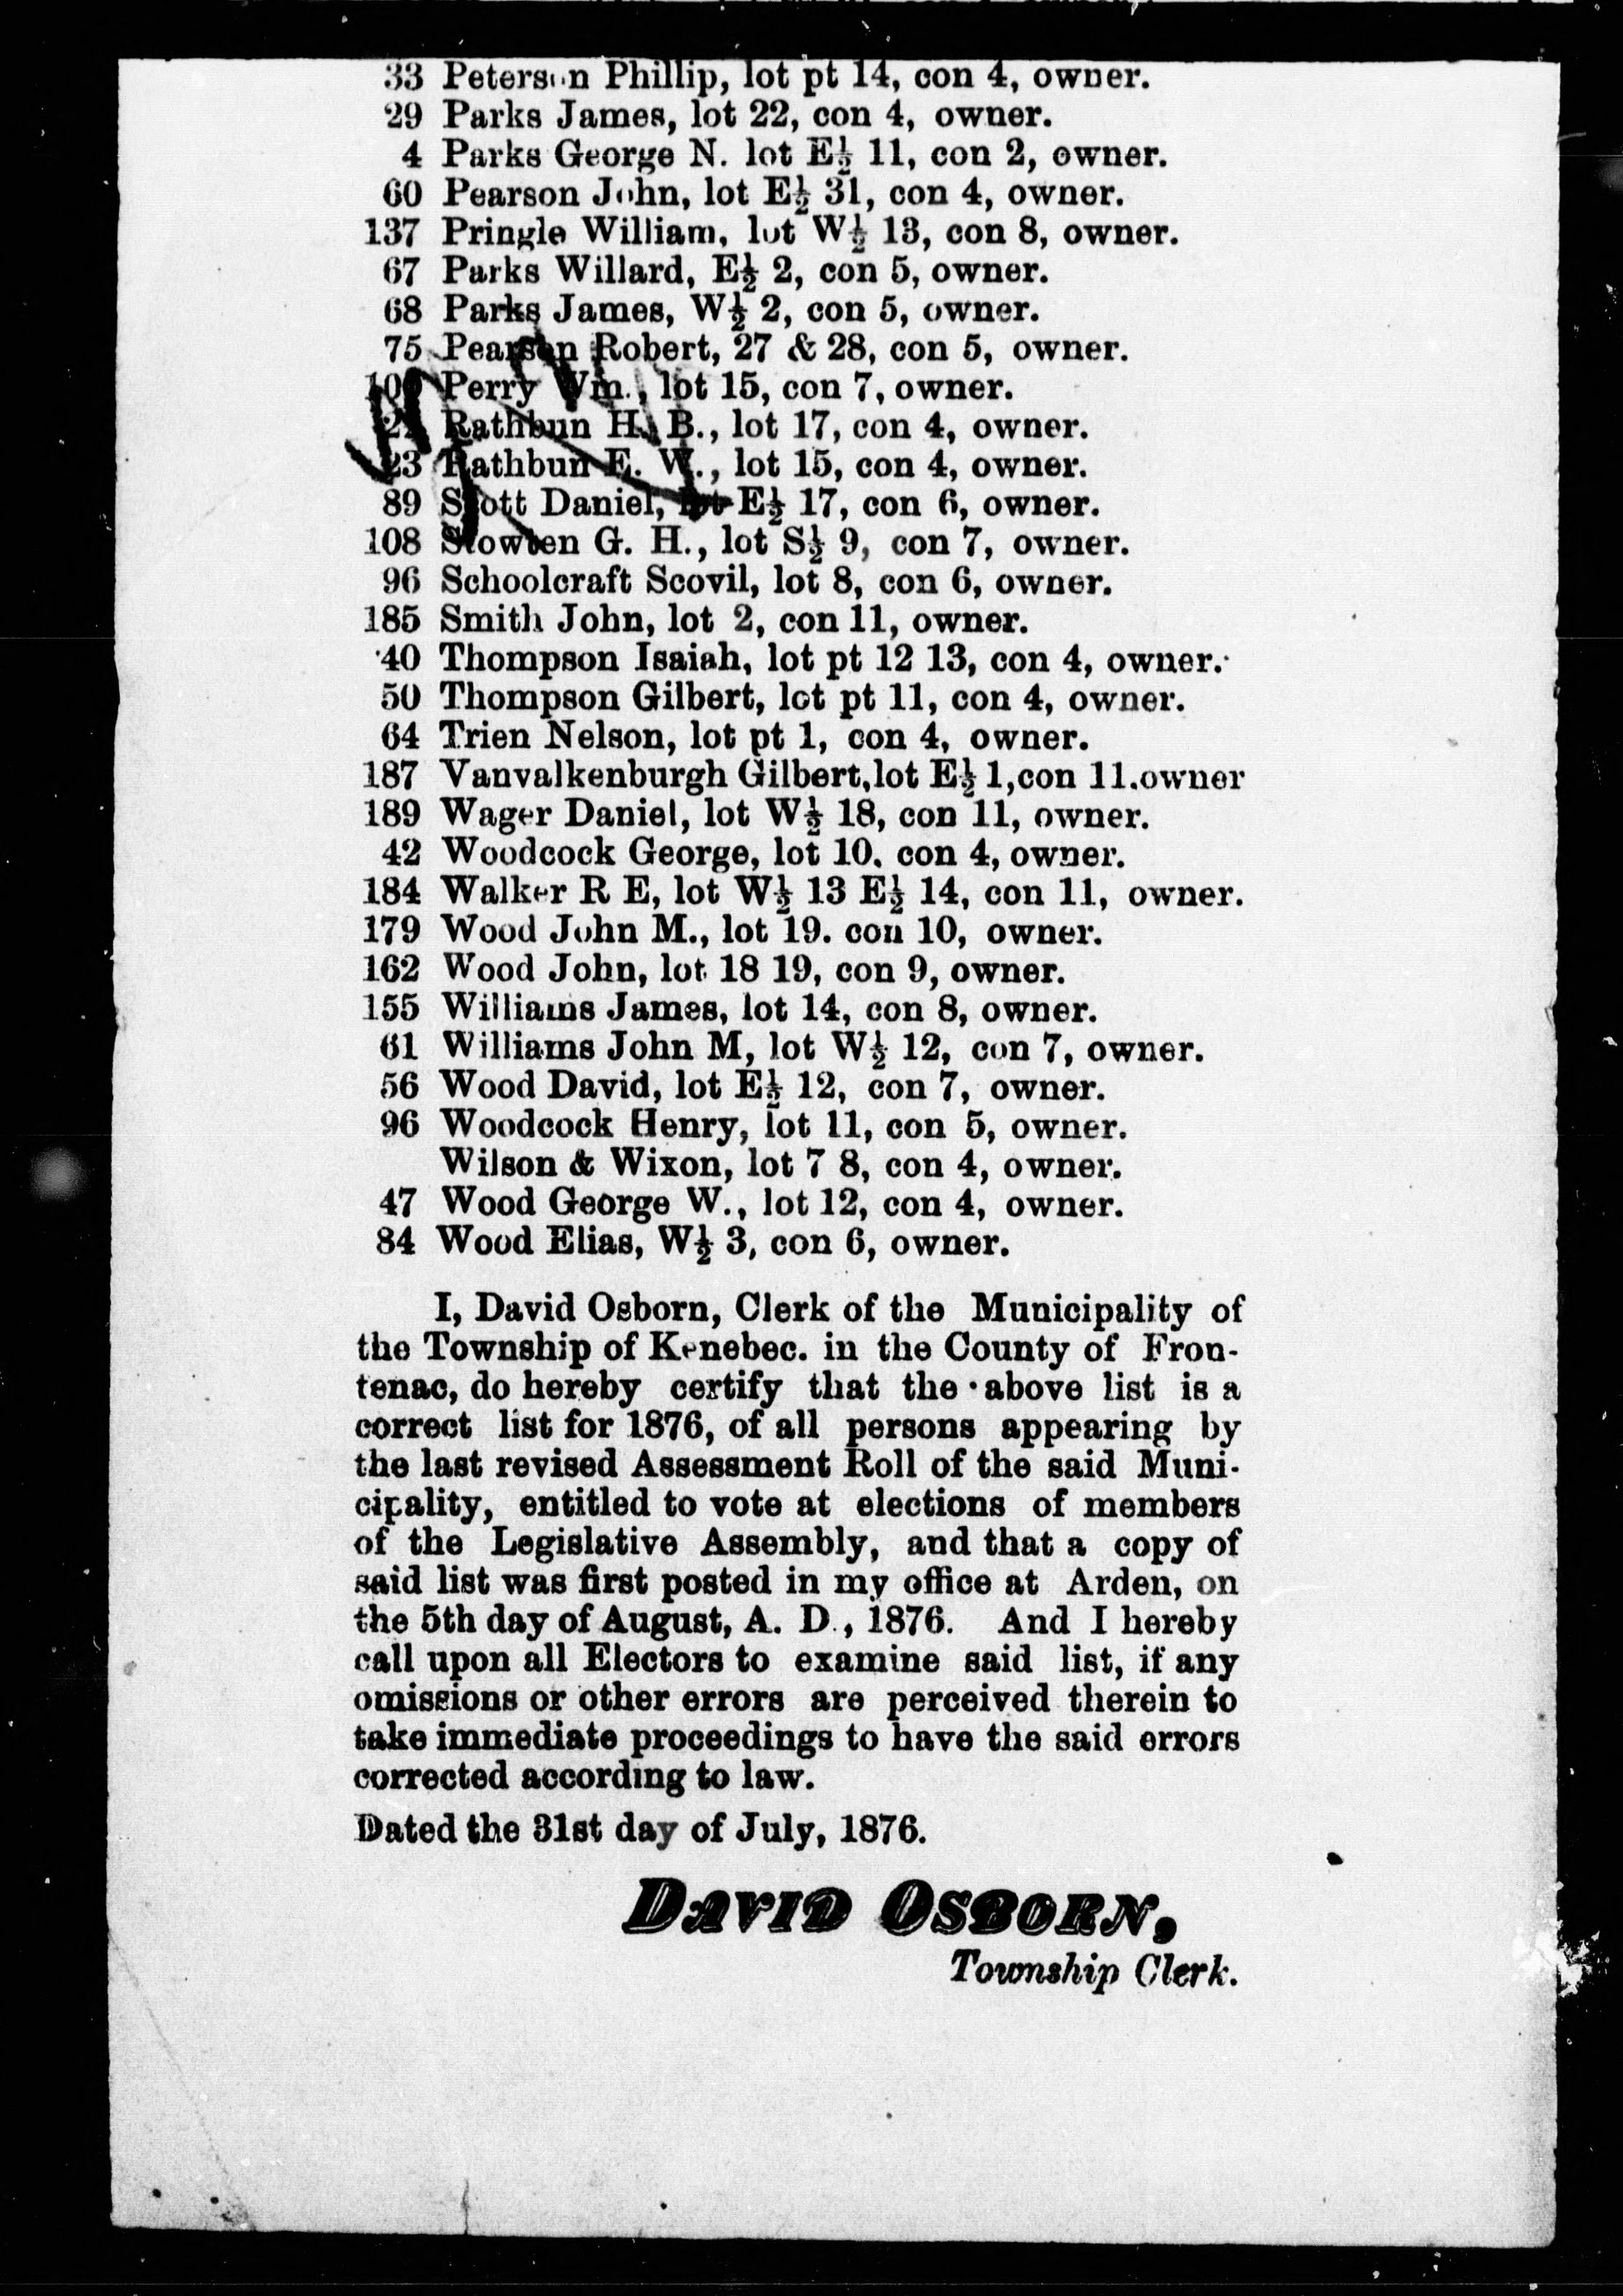 33 Peterson Phillip, lot pt 14, con 4, owner.
29 Parks James, lot 22, con 4, owner.
4 Parks George N. lot E½ 11, con 2, owner.
60 Pearson John, lot E½ 31, con 4, owner.
137 Pringle William, lot W½ 13, con 8, owner.
67 Parks Willard, E½ 2, con 5, owner.
68 Parks James, W½ 2, con 5, owner.
75 Pearson Robert, 27 & 28, con 5, owner.
Perry Wm., lot 15, con 7, owner.
Rathbun H. B., lot 17, con 4, owner.
23 Rathbun E. W., lot 15, con 4, owner.
89 Scott Daniel, lot E½ 17, con 6, owner.
108 Slowten G. H., lot S½ 9, con 7, owner.
96 Schoolcraft Scovil, lot 8, con 6, owner.
185 Smith John, lot 2, con 11, owner.
40 Thompson Isaiah, lot pt 12 13, con 4, owner.
50 Thompson Gilbert, lot pt 11, con 4, owner.
64 Trien Nelson, lot pt 1, con 4, owner.
187 Vanvalkenburgh Gilbert,lot E½ 1,con 11.owner
189 Wager Daniel, lot W½ 18, con 11, owner.
42 Woodcock George, lot 10. con 4, owner.
184 Walker R E, lot W½ 13 E½ 14, con 11, owner.
179 Wood John M., lot 19. con 10, owner.
162 Wood John, lot 18 19, con 9, owner.
155 Williams James, lot 14, con 8, owner.
61 Williams John M, lot W½ 12, con 7, owner.
56 Wood David, lot E½ 12, con 7, owner.
96 Woodcock Henry, lot 11, con 5, owner.
Wilson & Wixon, lot 7 8, con 4, owner.
47 Wood George W., lot 12, con 4, owner.
84 Wood Elias, W½ 3, con 6, owner.
I, David Osborn, Clerk of the Municipality of
the Township of Kenebec. in the County of Fron-
tenac, do hereby certify that the above list is a
correct list for 1876, of all persons appearing by
the last revised Assessment Roll of the said Muni-
cipality, entitled to vote at elections of members
of the Legislative Assembly, and that a copy of
said list was first posted in my office at Arden, on
the 5th day of August, A. D., 1876. And I hereby
call upon all Electors to examine said list, if any
omissions or other errors are perceived therein to
take immediate proceedings to have the said errors
corrected according to law.
Dated the 31st day of July, 1876.
DAVID OSBORN,
Township Clerk.